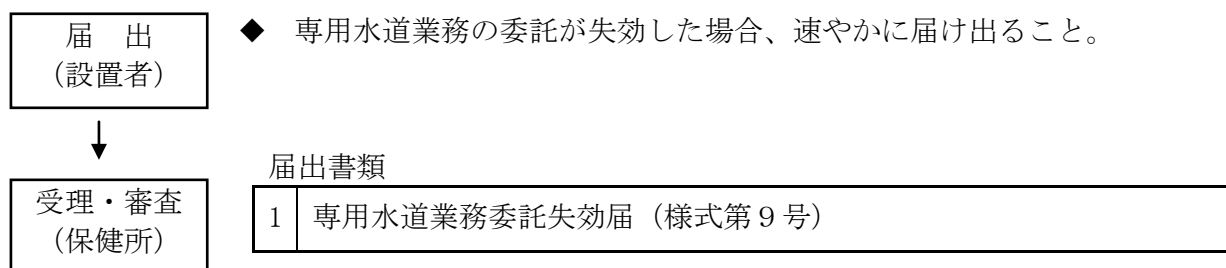 届　出
（設置者）
◆　専用水道業務の委託が失効した場合、速やかに届け出ること。
↓
届出書類
受理・審査
（保健所）
1　専用水道業務委託失効届（様式第９号）